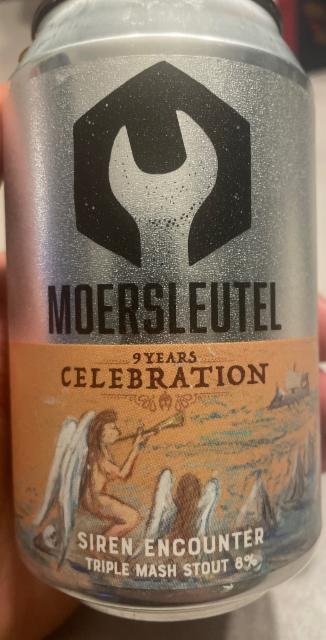 MOERSLEUTEL
9 YEARS
CELEBRATION
SIREN ENCOUNTER
TRIPLE MASH STOUT 8%